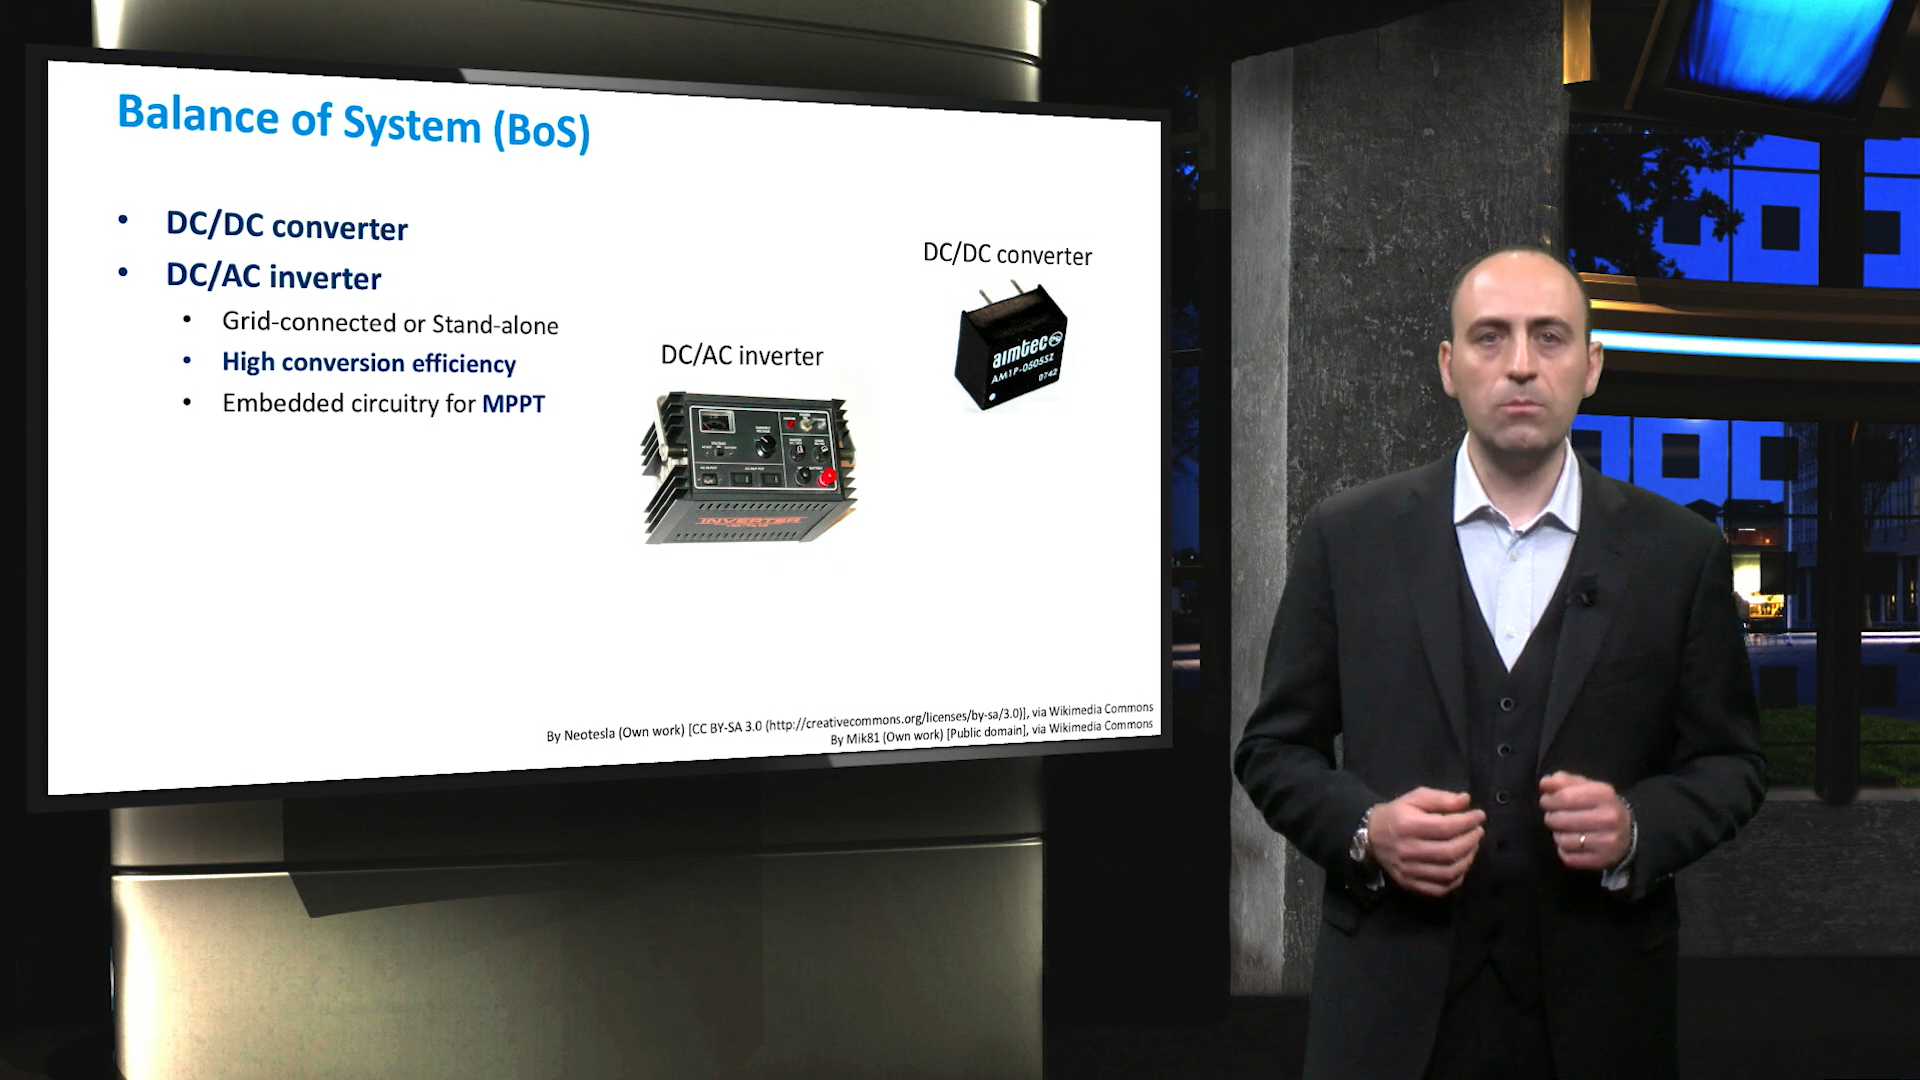 Balance of System (BoS)
• DC/DC converter
• DC/AC inverter
• Grid-connected or Stand-alone
• High conversion efficiency
• Embedded circuitry for MPPT
DC/DC converter
aimtec
AM1P-0505SZ
0742
DC/AC inverter
INVERTER
By Neotesla (Own work) [CC BY-SA 3.0 (http://creativecommons.org/licenses/by-sa/3.0)], via Wikimedia Commons
By Mik81 (Own work) [Public domain], via Wikimedia Commons